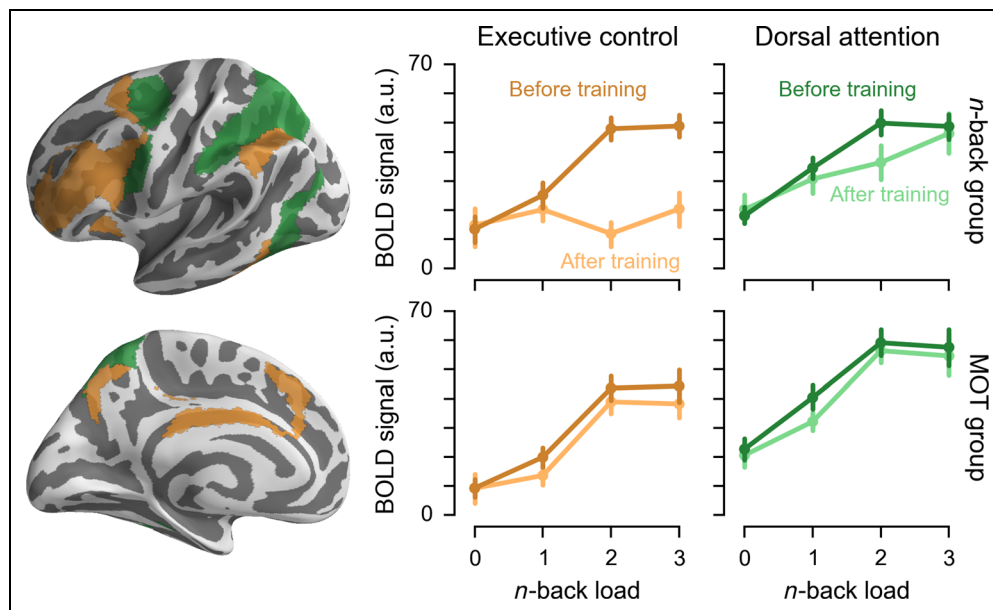 Executive control
Dorsal attention
70
Before training
Before training
BOLD signal (a.u.)
After training
After training
0
n-back group
70
BOLD signal (a.u.)
0
MOT group
0 1 2 3
0 1 2 3
n-back load
n-back load